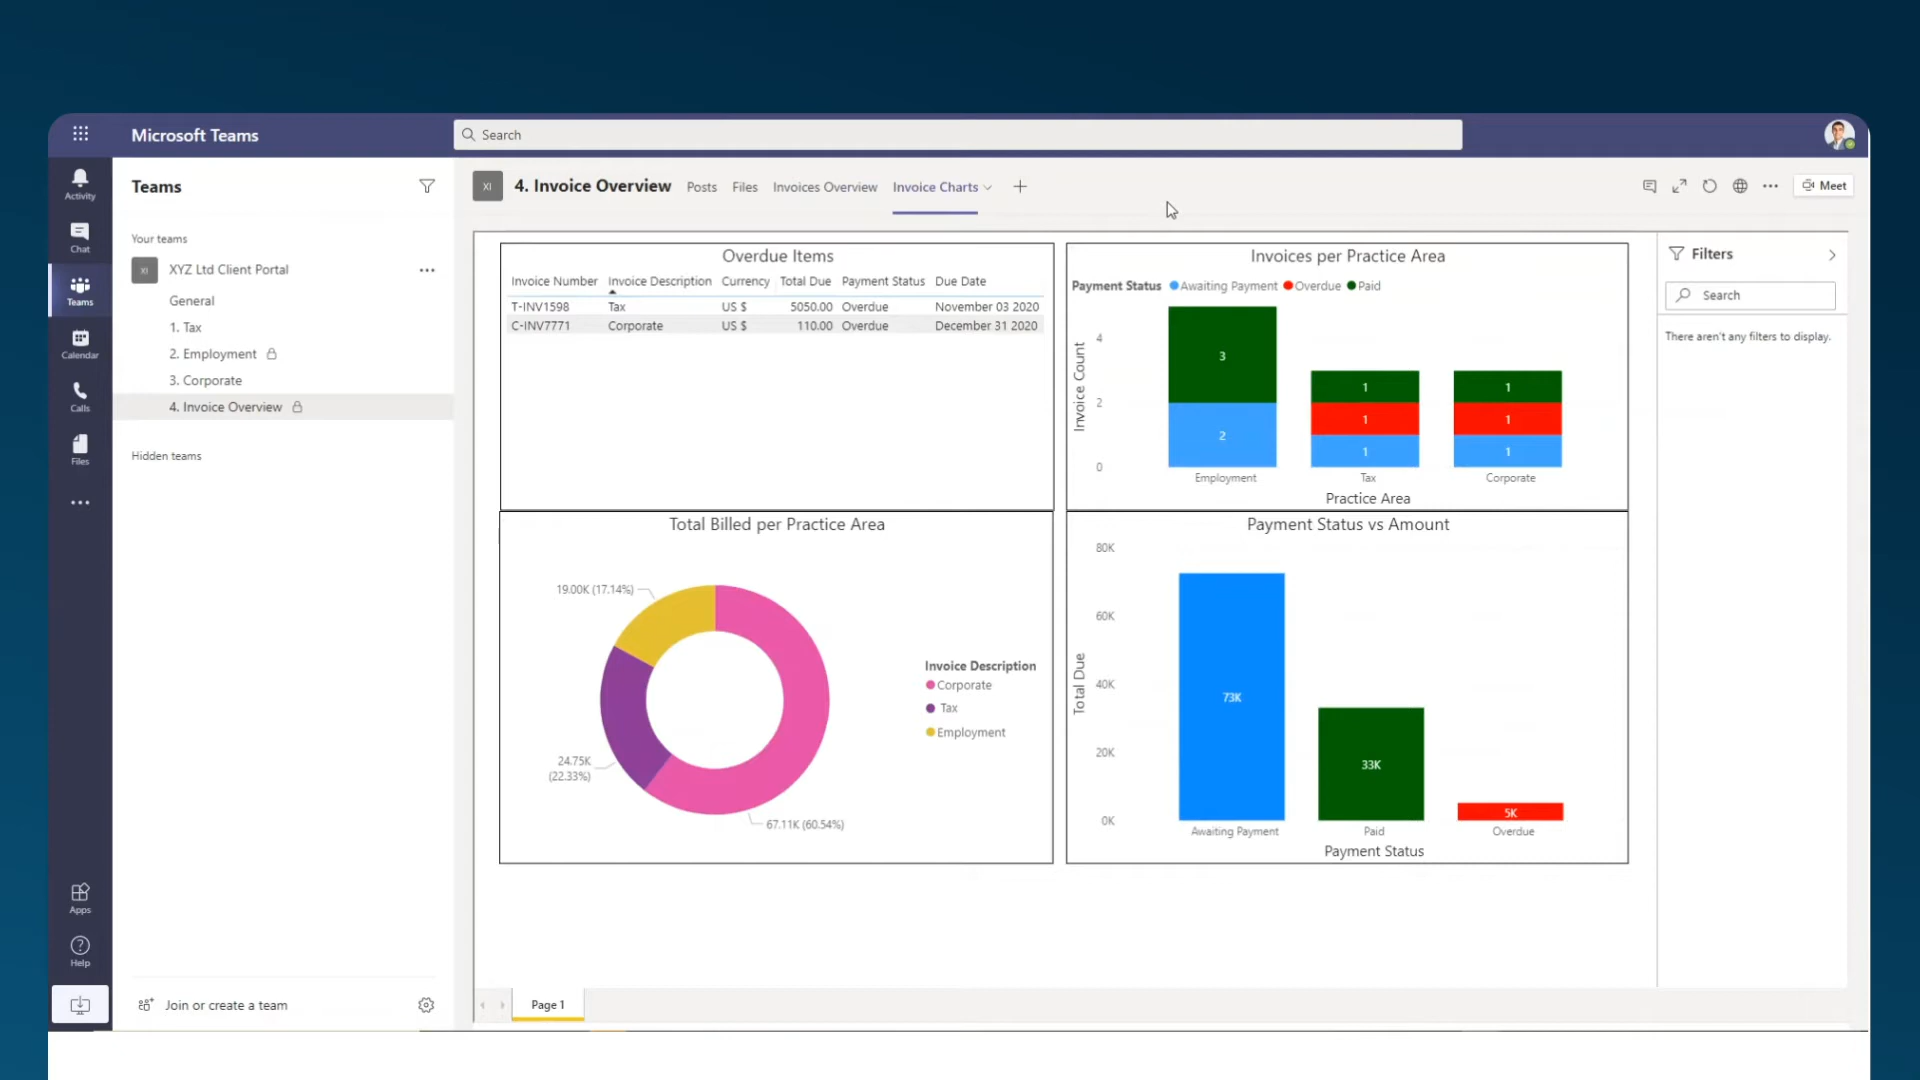 Microsoft Teams
Search
Activity
Chat
Teams
Calendar
Calls
Files
Apps
Help
Teams
Your teams
XI
XYZ Ltd Client Portal
General
1. Tax
2. Employment
3. Corporate
4. Invoice Overview
Hidden teams
Join or create a team
XI
4. Invoice Overview Posts Files Invoices Overview Invoice Charts
Meet
Overdue Items
Invoice Number Invoice Description Currency Total Due Payment Status Due Date
T-INV1598 Tax US $ 5050.00 Overdue November 03 2020
C-INV7771 Corporate US $ 110.00 Overdue December 31 2020
Invoices per Practice Area
Payment Status Awaiting Payment Overdue Paid
Invoice Count
4
2
0
3
2
1
1
1
1
1
1
Employment Tax Corporate
Practice Area
Total Billed per Practice Area
19.00K (17.14%)
24.75K
(22.33%)
67.11K (60.54%)
Invoice Description
Corporate
Tax
Employment
Payment Status vs Amount
Total Due
80K
60K
40K
20K
0K
73K
33K
5K
Awaiting Payment Paid Overdue
Payment Status
Filters
Search
There aren't any filters to display.
Page 1